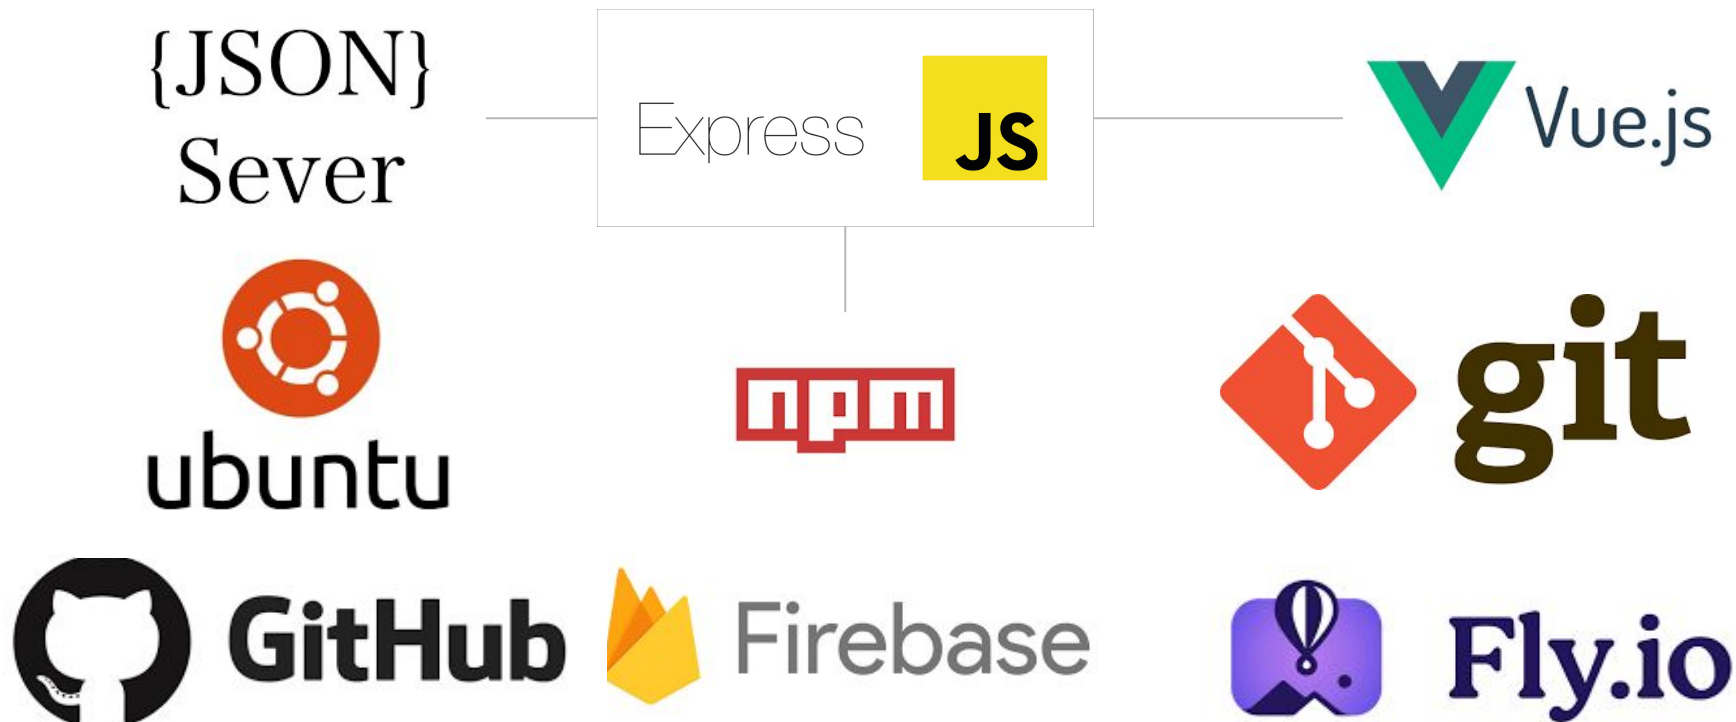 {JSON}
Sever
Express
JS
Vue.js
ubuntu
npm
git
GitHub
Firebase
Fly.io